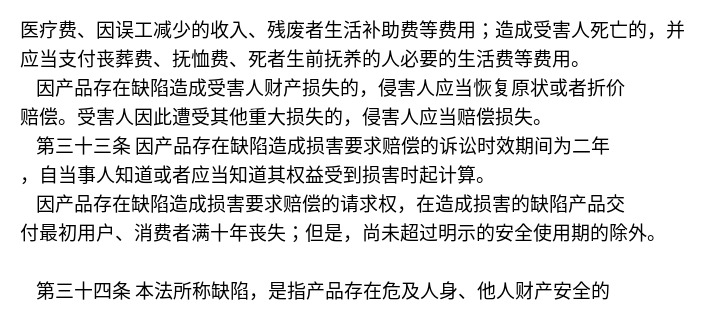 医疗费、因误工减少的收入、残废者生活补助费等费用；造成受害人死亡的，并
应当支付丧葬费、抚恤费、死者生前抚养的人必要的生活费等费用。
因产品存在缺陷造成受害人财产损失的，侵害人应当恢复原状或者折价
赔偿。受害人因此遭受其他重大损失的，侵害人应当赔偿损失。
第三十三条 因产品存在缺陷造成损害要求赔偿的诉讼时效期间为二年
，自当事人知道或者应当知道其权益受到损害时起计算。
因产品存在缺陷造成损害要求赔偿的请求权，在造成损害的缺陷产品交
付最初用户、消费者满十年丧失；但是，尚未超过明示的安全使用期的除外。
第三十四条 本法所称缺陷，是指产品存在危及人身、他人财产安全的